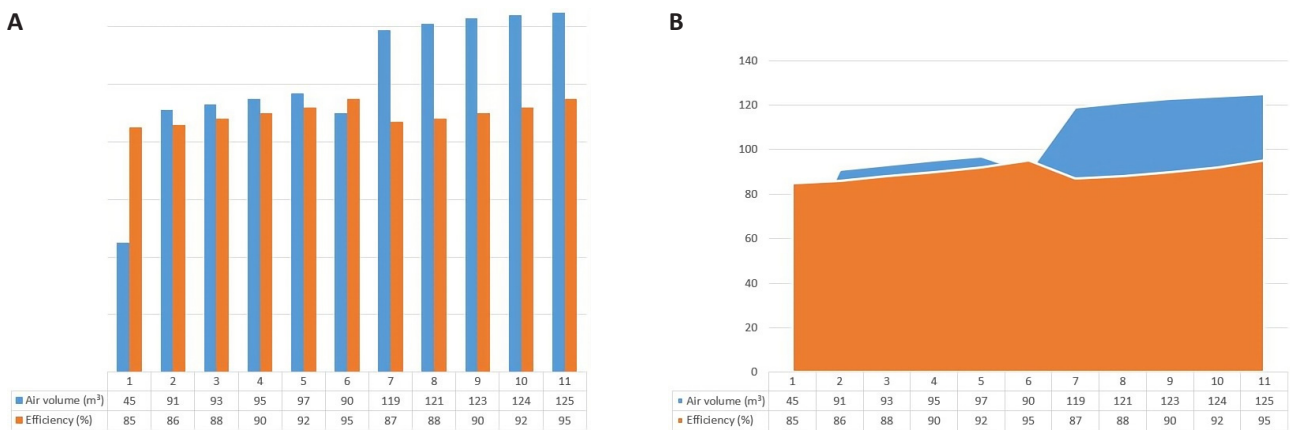 A
1 2 3 4 5 6 7 8 9 10 11
Air volume (m³) 45 91 93 95 97 90 119 121 123 124 125
Efficiency (%) 85 86 88 90 92 95 87 88 90 92 95
B
140
120
100
80
60
40
20
0
1 2 3 4 5 6 7 8 9 10 11
Air volume (m³) 45 91 93 95 97 90 119 121 123 124 125
Efficiency (%) 85 86 88 90 92 95 87 88 90 92 95